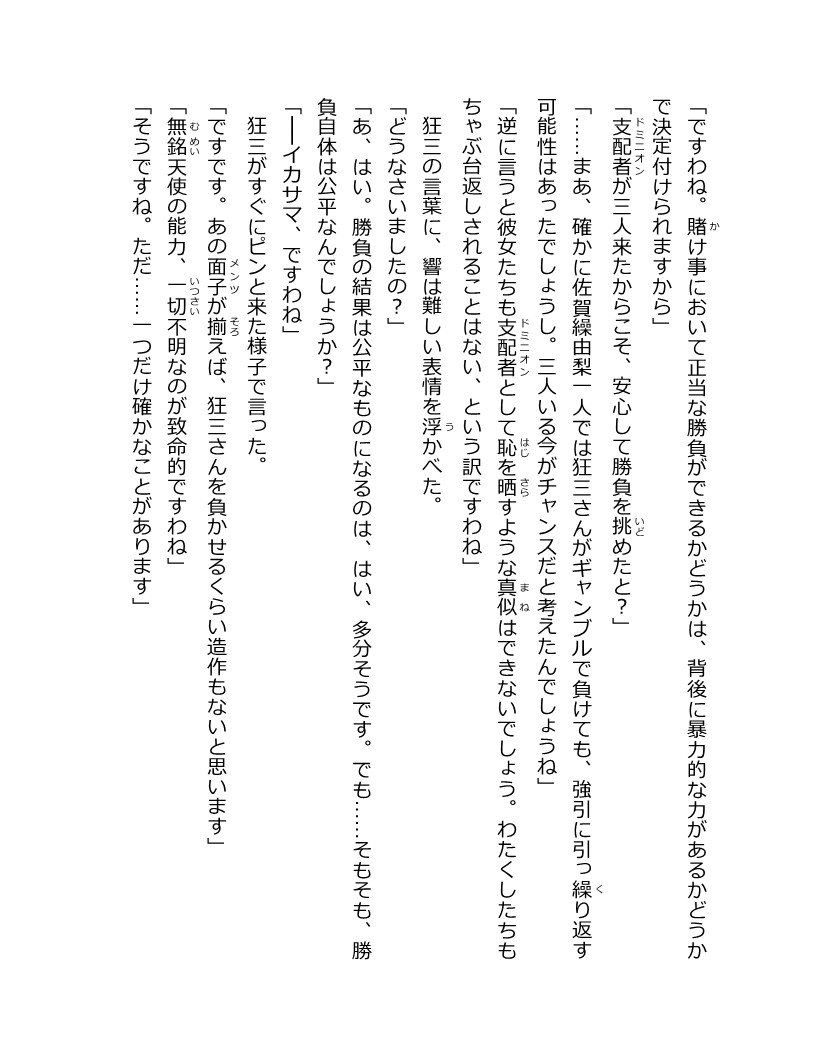 「ですわね。賭け事において正当な勝負ができるかどうかは、背後に暴力的な力があるかどうか
で決定付けられますから」
「支配者が三人来たからこそ、安心して勝負を挑めたと？」
「……まあ、確かに佐賀繰由梨一人では狂三さんがギャンブルで負けても、強引に引っ繰り返す
可能性はあったでしょうし。三人いる今がチャンスだと考えたんでしょうね」
「逆に言うと彼女たちも支配者として恥を晒すような真似はできないでしょう。わたくしたちも
ちゃぶ台返しされることはない、という訳ですわね」
狂三の言葉に、響は難しい表情を浮かべた。
「どうなさいましたの？」
「あ、はい。勝負の結果は公平なものになるのは、はい、多分そうです。でも……そもそも、勝
負自体は公平なんでしょうか？」
「――イカサマ、ですわね」
狂三がすぐにピンと来た様子で言った。
「ですです。あの面子が揃えば、狂三さんを負かせるくらい造作もないと思います」
「無銘天使の能力、一切不明なのが致命的ですわね」
「そうですね。ただ……一つだけ確かなことがあります」